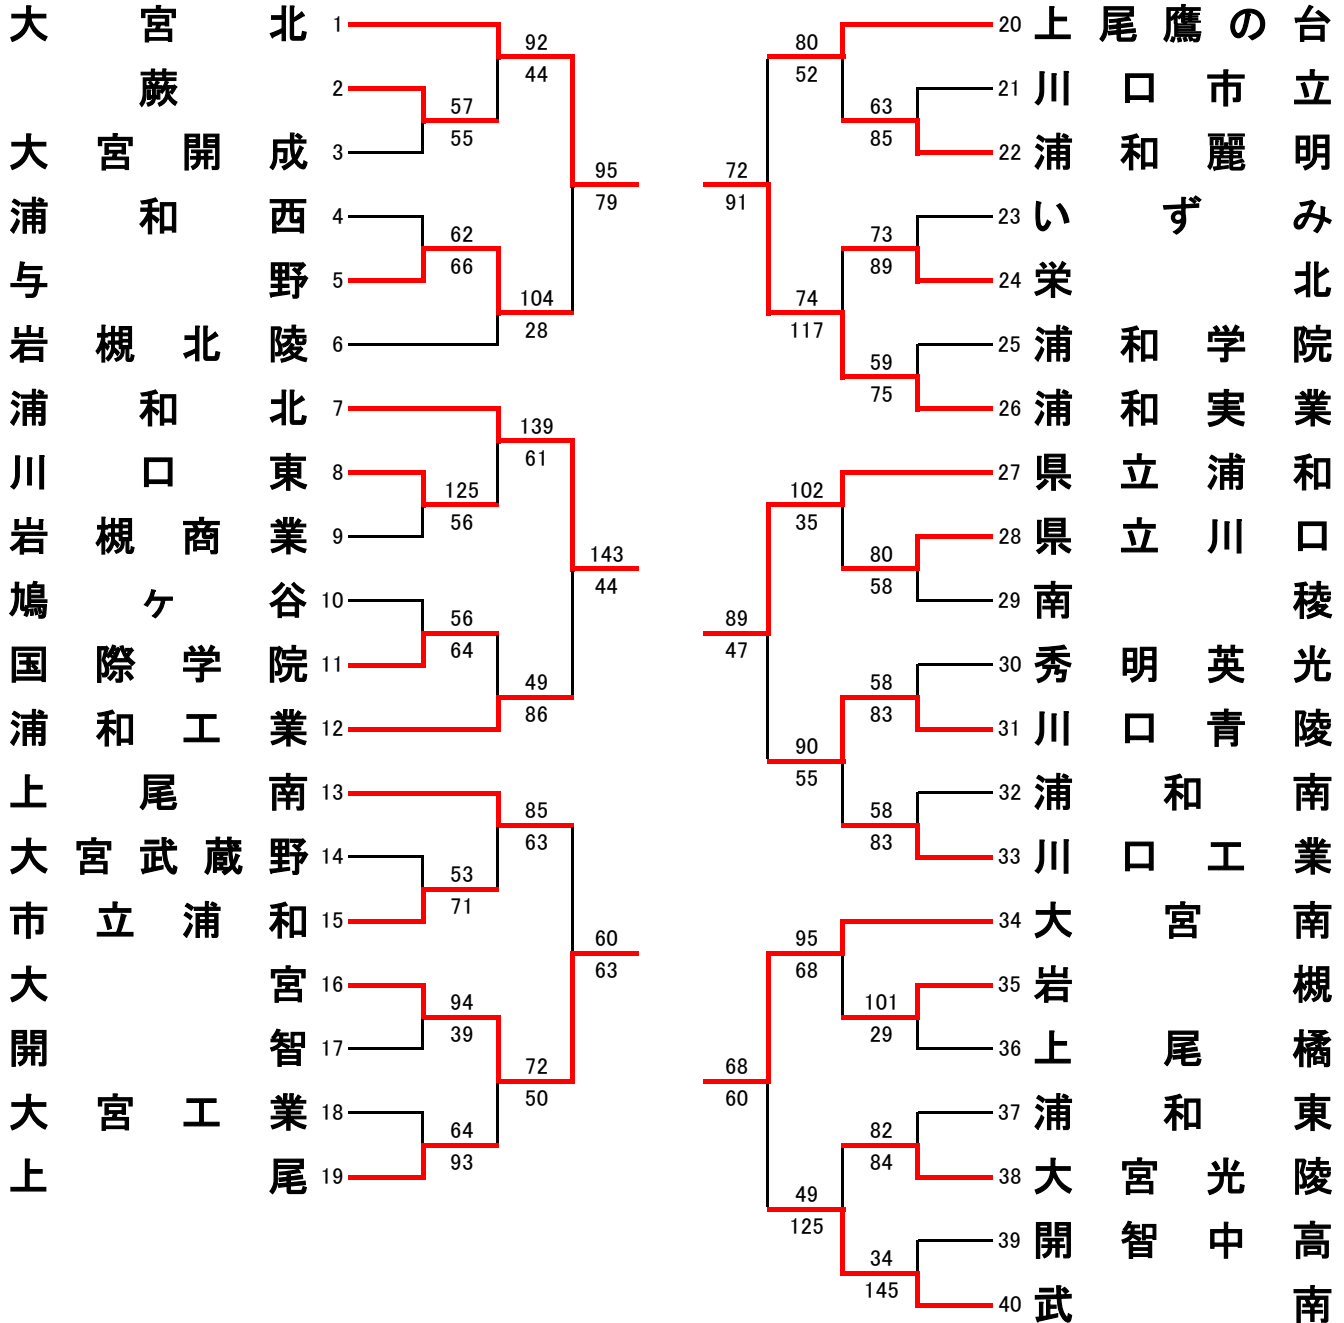 大宮北 1
蕨 2
大宮開成 3
浦和西 4
与野 5
岩槻北陵 6
浦和北 7
川口東 8
岩槻商業 9
鳩ヶ谷 10
国際学院 11
浦和工業 12
上尾南 13
大宮武蔵野 14
市立浦和 15
大宮 16
開智 17
大宮工業 18
上尾 19
57
55
62
66
125
56
56
64
53
71
94
39
64
93
92
44
104
28
139
61
49
86
85
63
72
50
95
79
143
44
60
63
72
91
89
47
68
60
80
52
74
117
102
35
90
55
95
68
49
125
63
85
73
89
59
75
80
58
58
83
58
83
101
29
82
84
34
145
20 上尾鷹の台
21 川口市立
22 浦和麗明
23 いずみ
24 栄北
25 浦和学院
26 浦和実業
27 県立浦和
28 県立川口
29 南稜
30 秀明英光
31 川口青陵
32 浦和南
33 川口工業
34 大宮南
35 岩槻
36 上尾橘
37 浦和東
38 大宮光陵
39 開智中高
40 武南